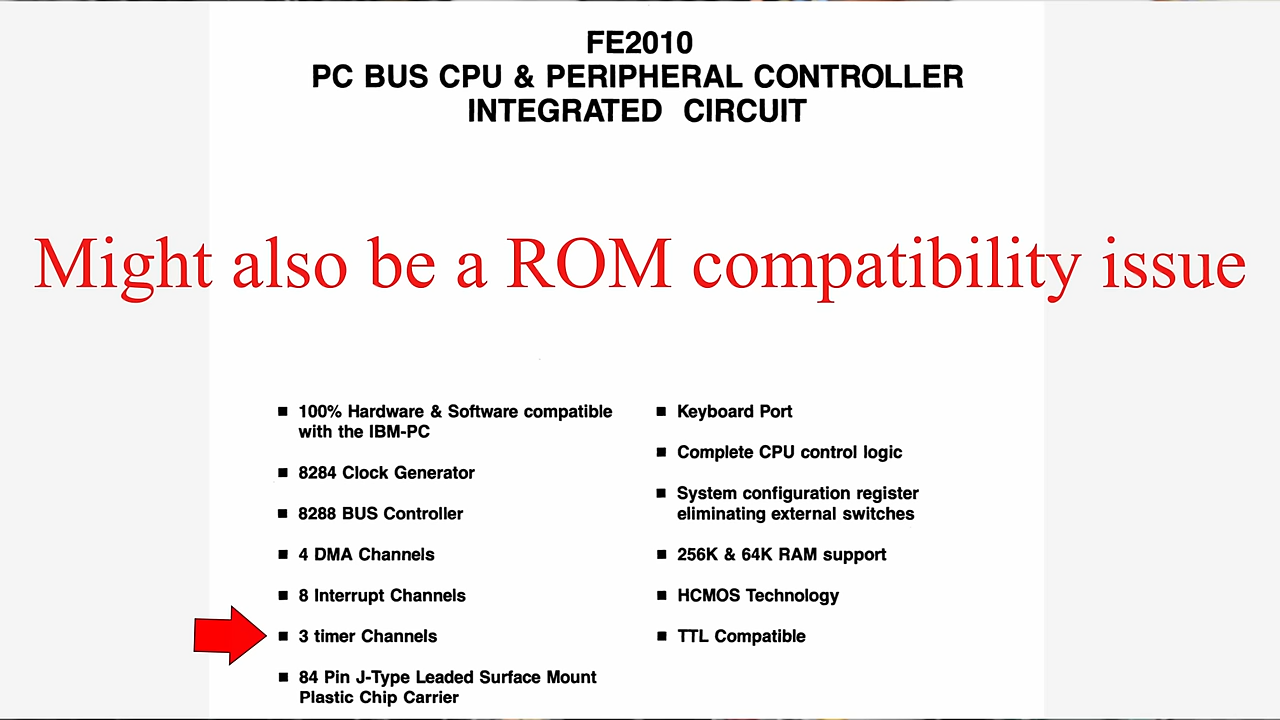 FE2010
PC BUS CPU & PERIPHERAL CONTROLLER
INTEGRATED CIRCUIT
Might also be a ROM compatibility issue
■ 100% Hardware & Software compatible
with the IBM-PC
■ 8284 Clock Generator
■ 8288 BUS Controller
■ 4 DMA Channels
■ 8 Interrupt Channels
■ 3 timer Channels
■ 84 Pin J-Type Leaded Surface Mount
Plastic Chip Carrier
■ Keyboard Port
■ Complete CPU control logic
■ System configuration register
eliminating external switches
■ 256K & 64K RAM support
■ HCMOS Technology
■ TTL Compatible